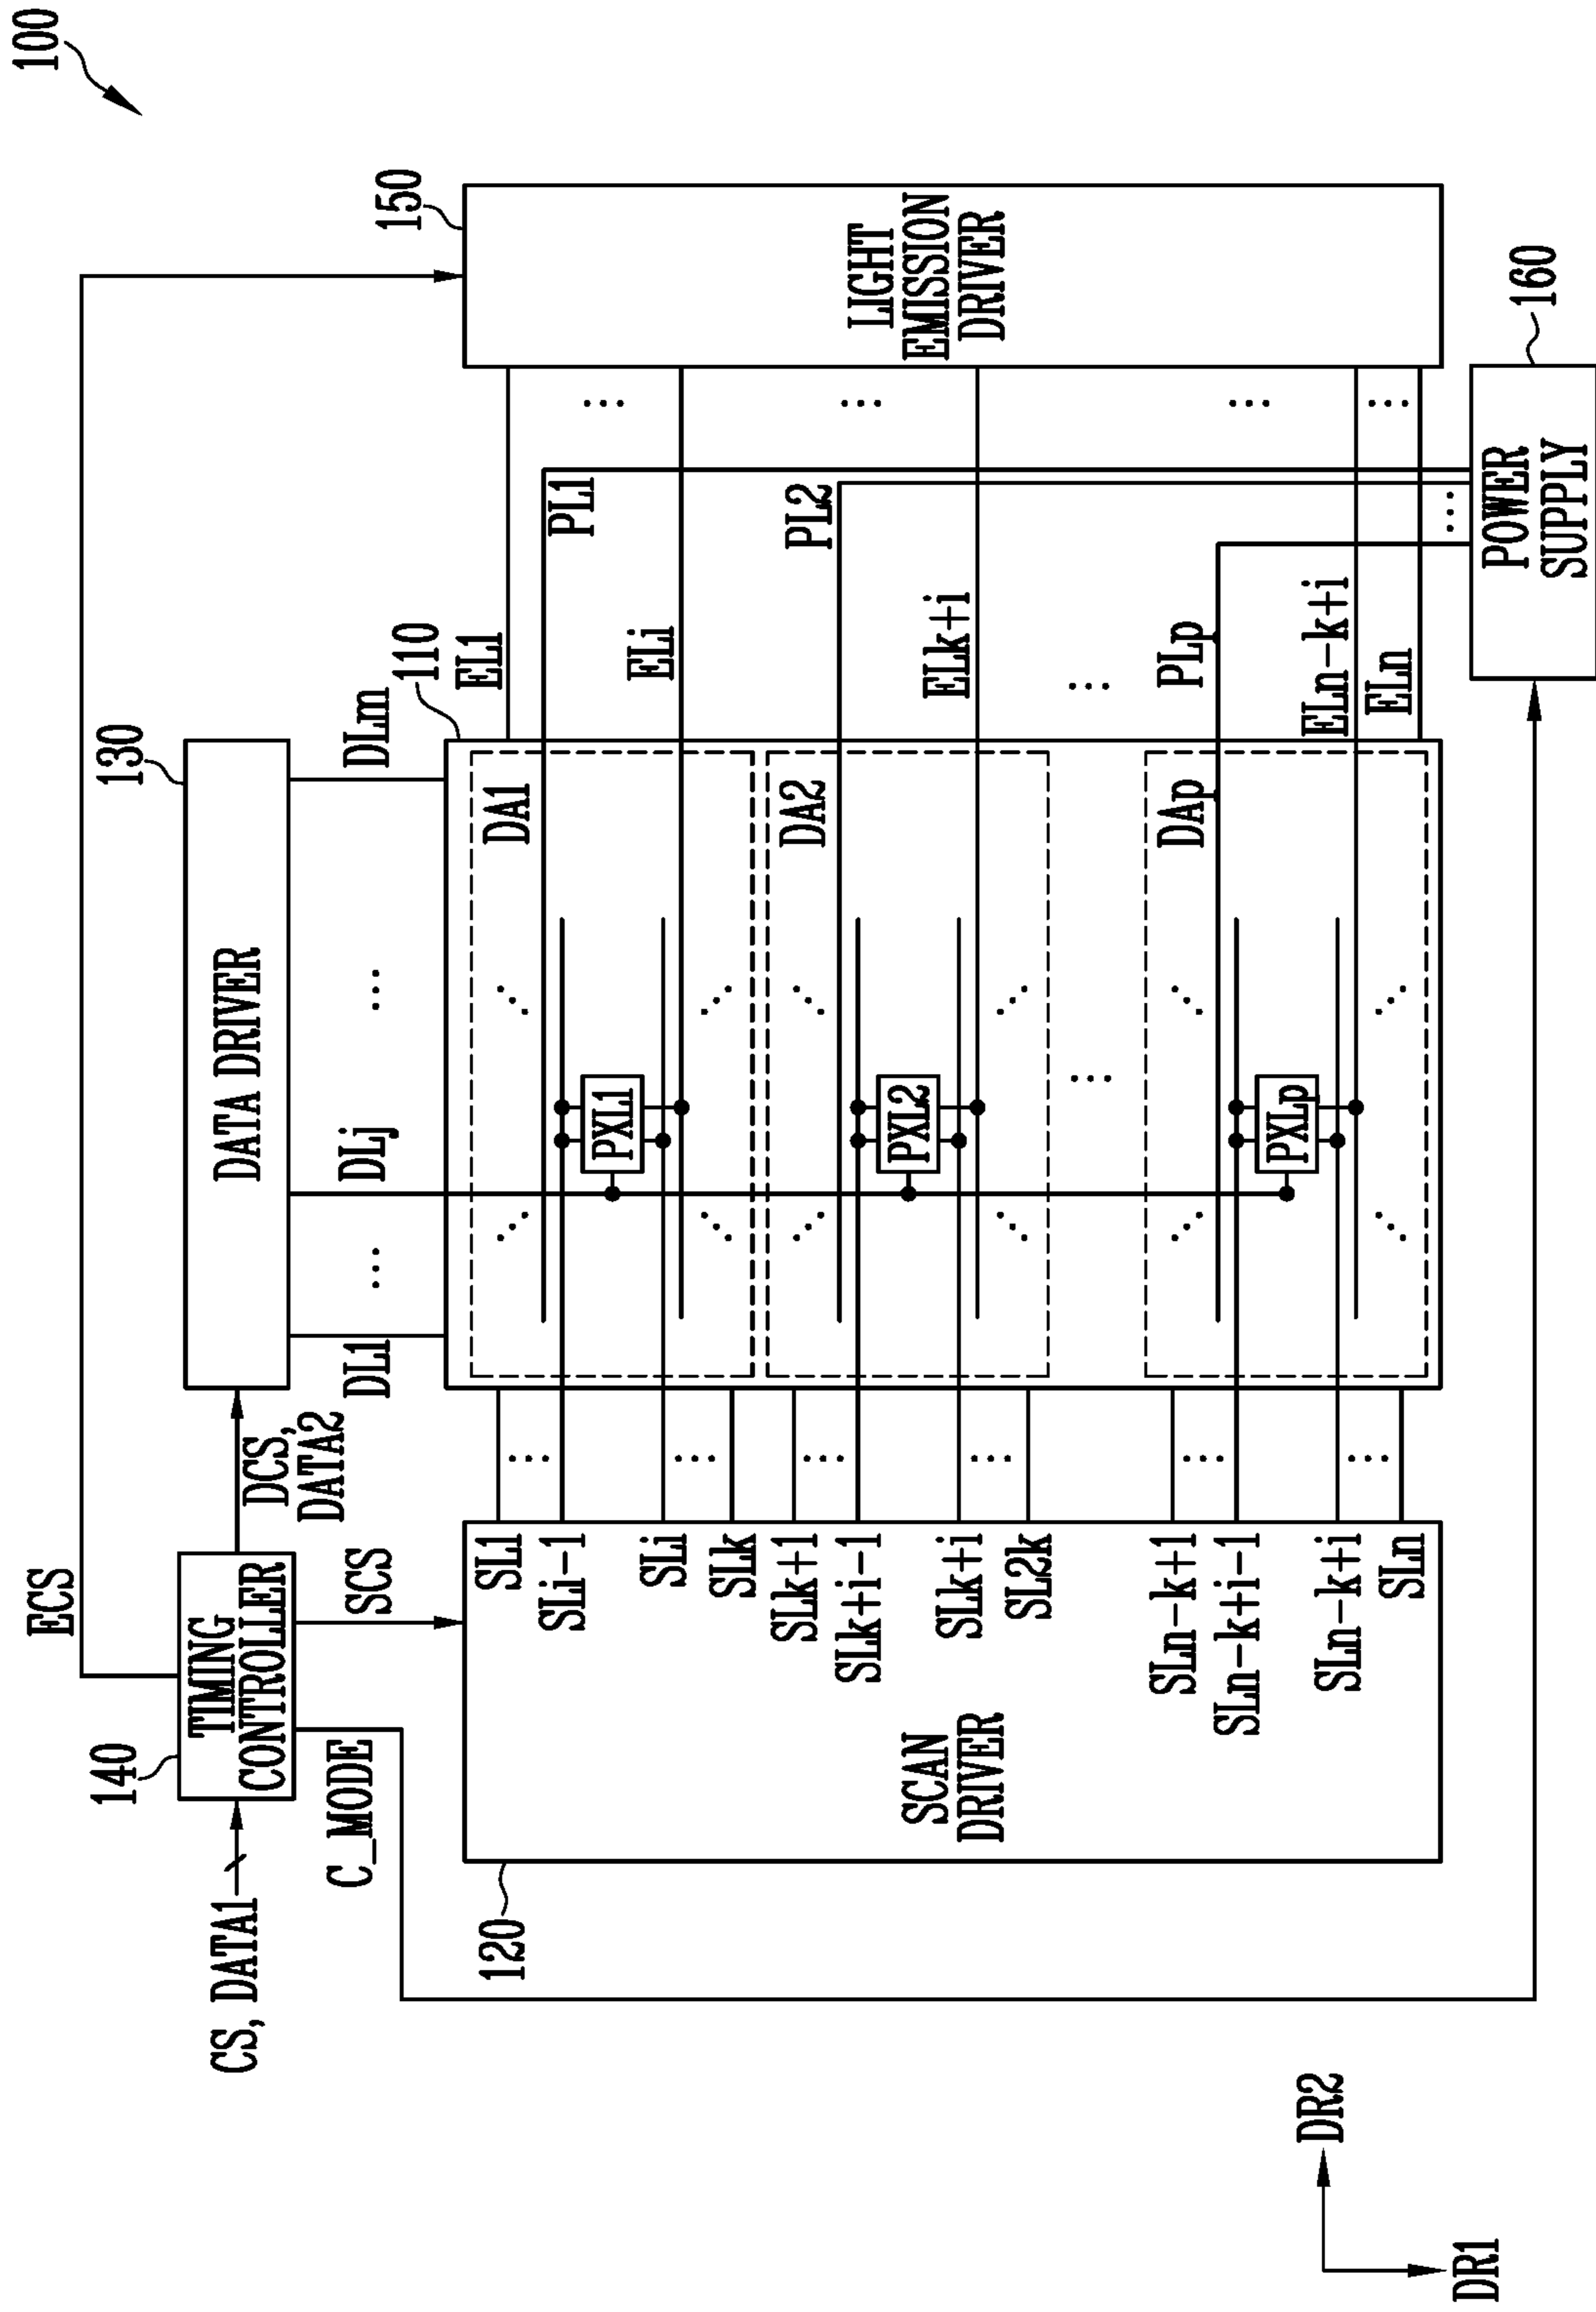 100
ECS
140
TIMING
CONTROLLER
CS, DATA1
DCS,
DATA2
SCS
C_MODE
130
DATA DRIVER
DL1
...
DLj
...
DLm
110
150
LIGHT
EMISSION
DRIVER
120
SCAN
DRIVER
SL1
SLi-1
SLi
SLk
SLk+1
SLk+i-1
SLk+i
SL2k
SLn-k+1
SLn-k+i-1
SLn-k+i
SLn
DA1
PXL1
DA2
PXL2
DAp
PXLp
EL1
PL1
ELi
PL2
ELk+i
PLp
ELn-k+i
ELn
160
POWER
SUPPLY
DR2
DR1